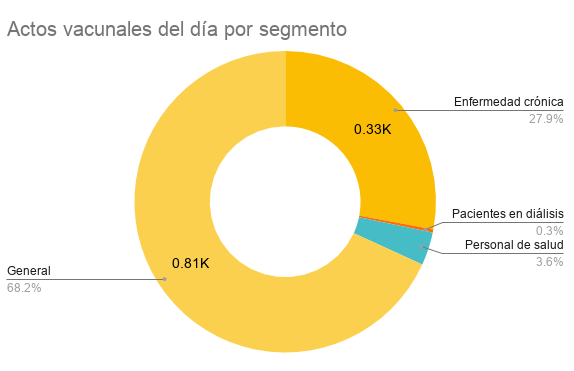 Actos vacunales del día por segmento
Enfermedad crónica
27.9%
0.33K
Pacientes en diálisis
0.3%
Personal de salud
3.6%
0.81K
General
68.2%